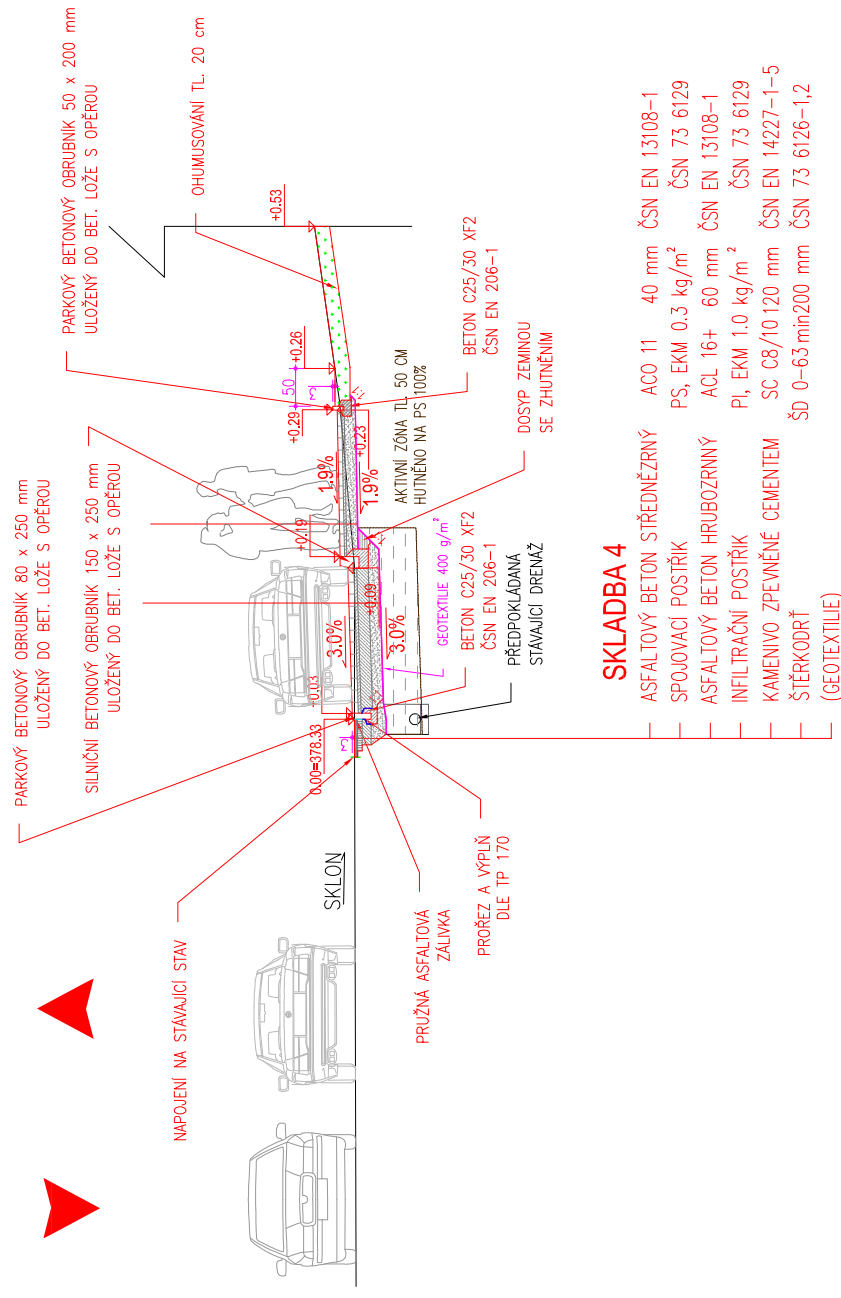 PARKOVÝ BETONOVÝ OBRUBNÍK 80 x 250 mm
ULOŽENÝ DO BET. LOŽE S OPĚROU
SILNIČNÍ BETONOVÝ OBRUBNÍK 150 x 250 mm
ULOŽENÝ DO BET. LOŽE S OPĚROU
PARKOVÝ BETONOVÝ OBRUBNÍK 50 x 200 mm
ULOŽENÝ DO BET. LOŽE S OPĚROU
OHUMUSOVÁNÍ TL. 20 cm
NAPOJENÍ NA STÁVAJÍCÍ STAV
SKLON
0.00=378.33
+0.03
3.0%
3.0%
+0.09
+0.19
1.9%
1.9%
+0.23
+0.29
50
+0.26
+0.53
AKTIVNÍ ZÓNA TL. 50 CM
HUTNĚNO NA PS 100%
GEOTEXTILIE 400 g/m²
BETON C25/30 XF2
ČSN EN 206-1
BETON C25/30 XF2
ČSN EN 206-1
DOSYP ZEMINOU
SE ZHUTNĚNÍM
PŘEDPOKLÁDANÁ
STÁVAJÍCÍ DRENÁŽ
PRUŽNÁ ASFALTOVÁ
ZÁLIVKA
PROŘEZ A VÝPLŇ
DLE TP 170
SKLADBA 4
ASFALTOVÝ BETON STŘEDNĚZRNÝ ACO 11 40 mm ČSN EN 13108-1
SPOJOVACÍ POSTŘIK PS, EKM 0.3 kg/m² ČSN 73 6129
ASFALTOVÝ BETON HRUBOZRNNÝ ACL 16+ 60 mm ČSN EN 13108-1
INFILTRAČNÍ POSTŘIK PI, EKM 1.0 kg/m² ČSN 73 6129
KAMENIVO ZPEVNĚNÉ CEMENTEM SC C8/10 120 mm ČSN EN 14227-1-5
ŠTĚRKODRŤ ŠD 0-63 min200 mm ČSN 73 6126-1,2
(GEOTEXTILIE)